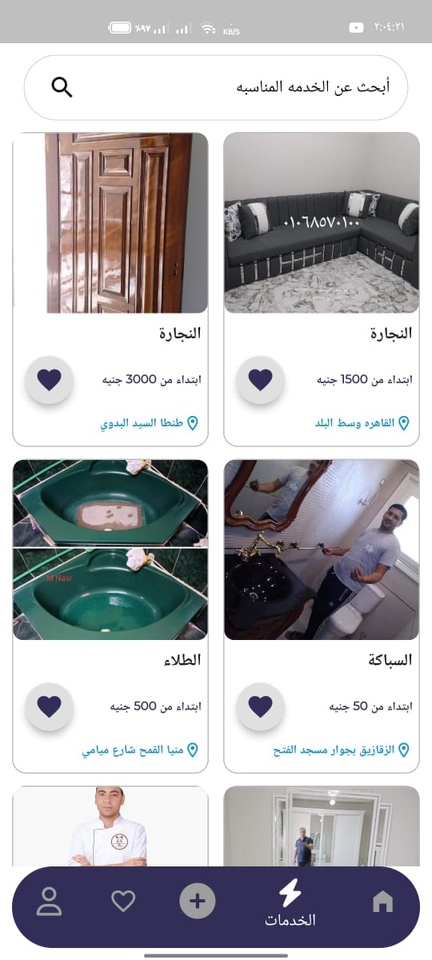 ٢:٠٤:٢١
KB/S
%٩٧
أبحث عن الخدمه المناسبه
٠١٠٦٨٥٧٠١٠٠
النجارة
ابتداء من 1500 جنيه
القاهره وسط البلد
النجارة
ابتداء من 3000 جنيه
طنطا السيد البدوي
السباكة
ابتداء من 50 جنيه
الزقازيق بجوار مسجد الفتح
M Nasr
الطلاء
ابتداء من 500 جنيه
منيا القمح شارع ميامي
الخدمات